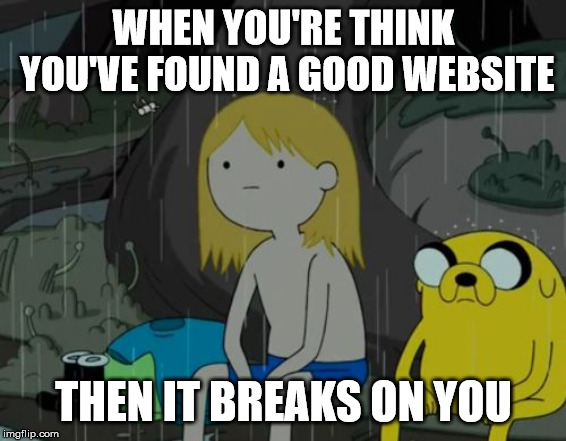 WHEN YOU'RE THINK
YOU'VE FOUND A GOOD WEBSITE
THEN IT BREAKS ON YOU
imgflip.com